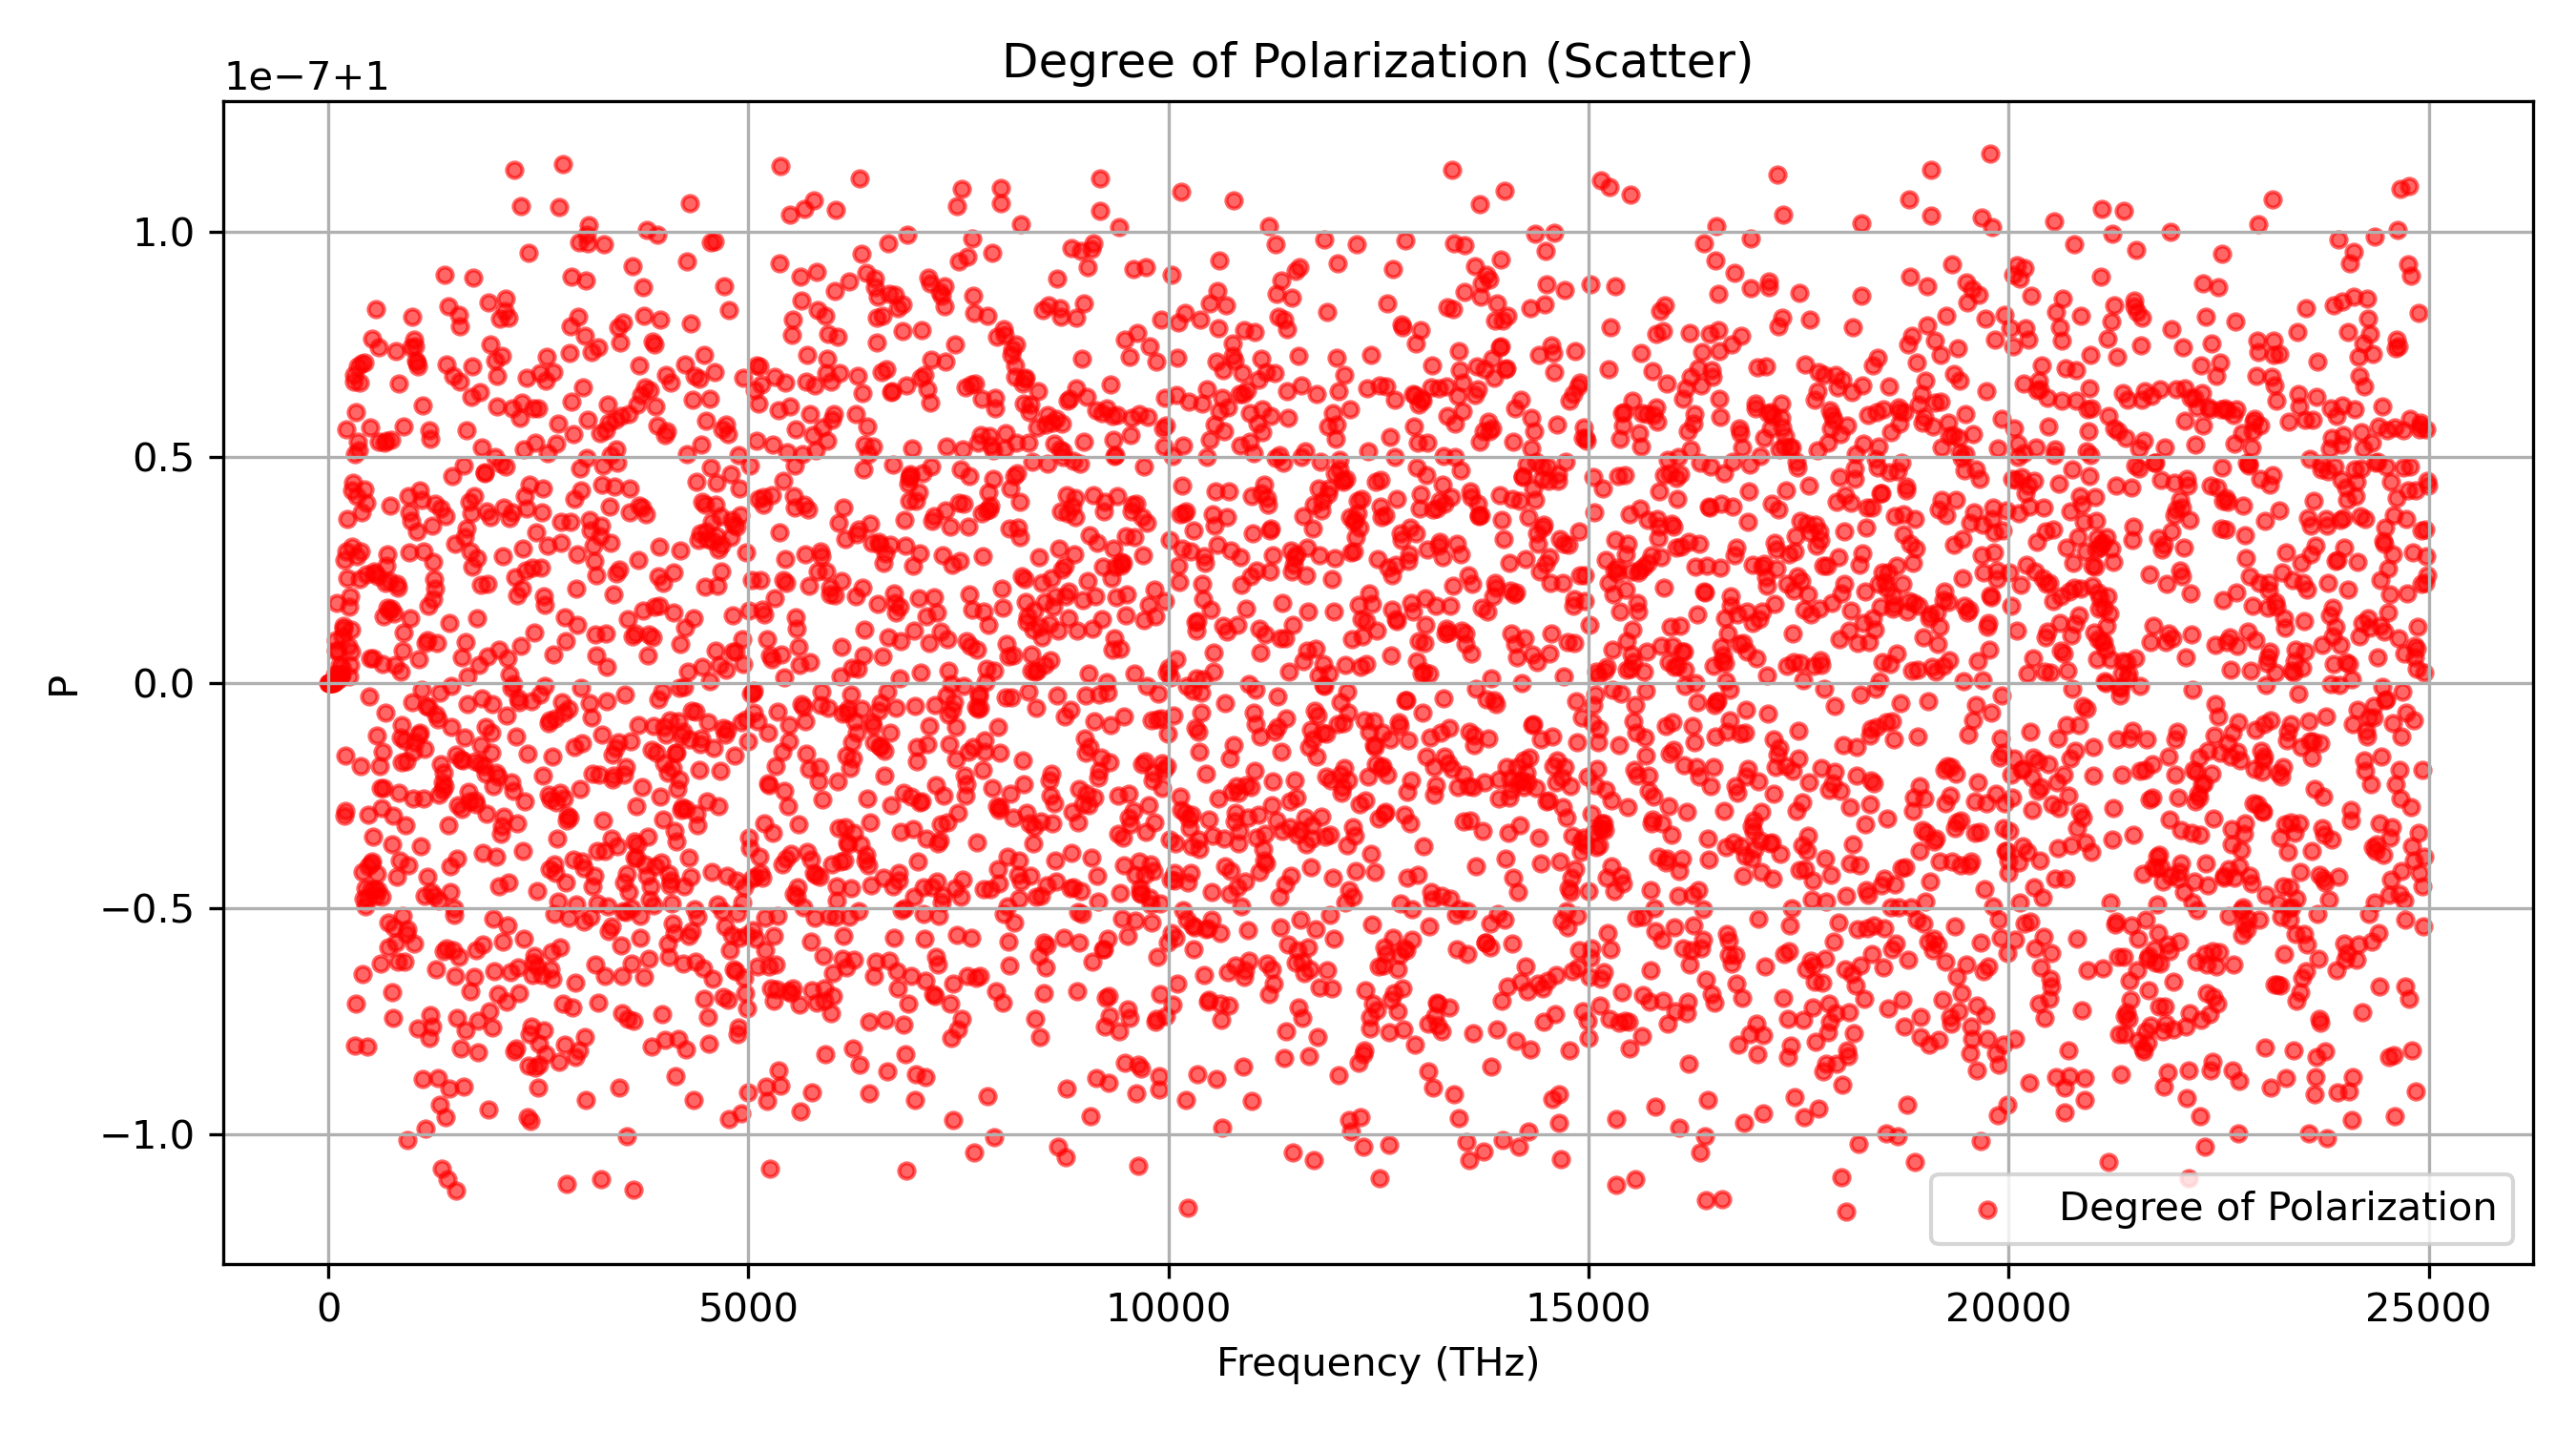 Degree of Polarization (Scatter)
1e−7+1
1.0
0.5
0.0
−0.5
−1.0
P
0 5000 10000 15000 20000 25000
Frequency (THz)
Degree of Polarization